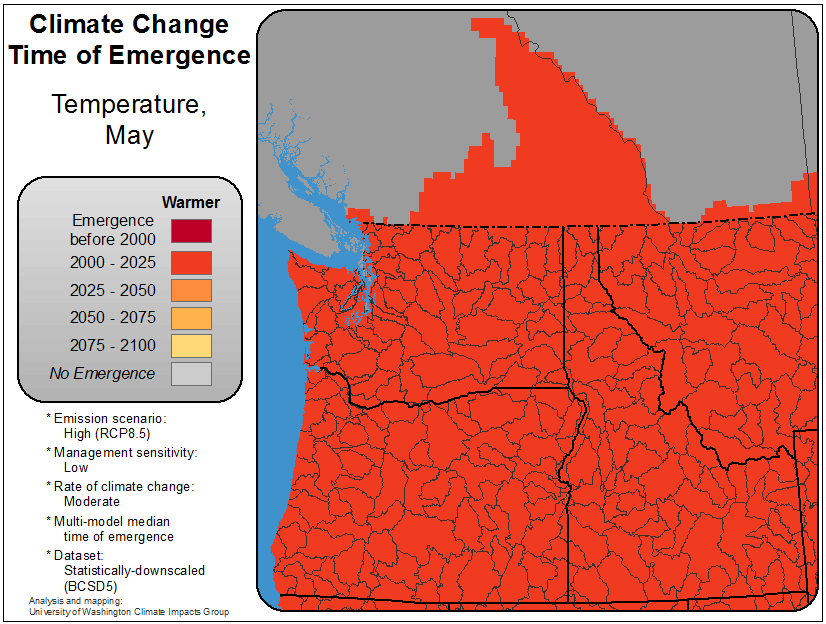 Climate Change
Time of Emergence
Temperature,
May
Warmer
Emergence
before 2000
2000 - 2025
2025 - 2050
2050 - 2075
2075 - 2100
No Emergence
* Emission scenario:
High (RCP8.5)
* Management sensitivity:
Low
* Rate of climate change:
Moderate
* Multi-model median
time of emergence
* Dataset:
Statistically-downscaled
(BCSD5)
Analysis and mapping:
University of Washington Climate Impacts Group